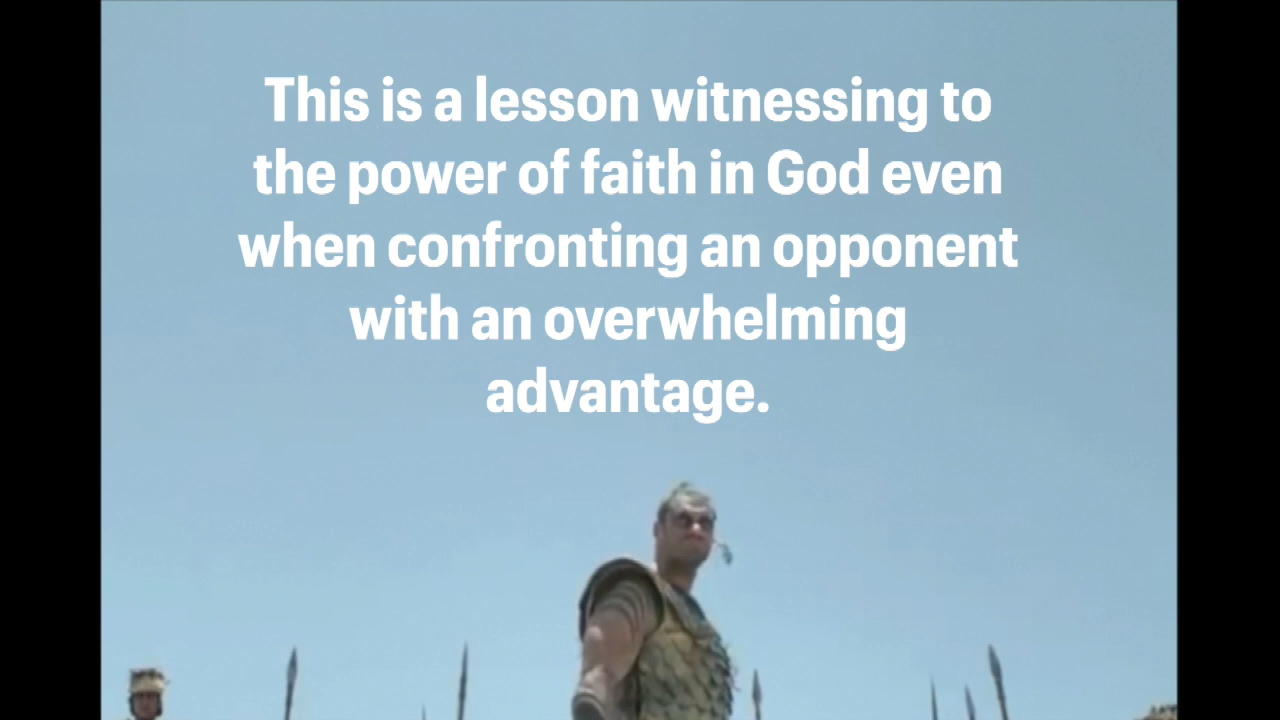 This is a lesson witnessing to
the power of faith in God even
when confronting an opponent
with an overwhelming
advantage.